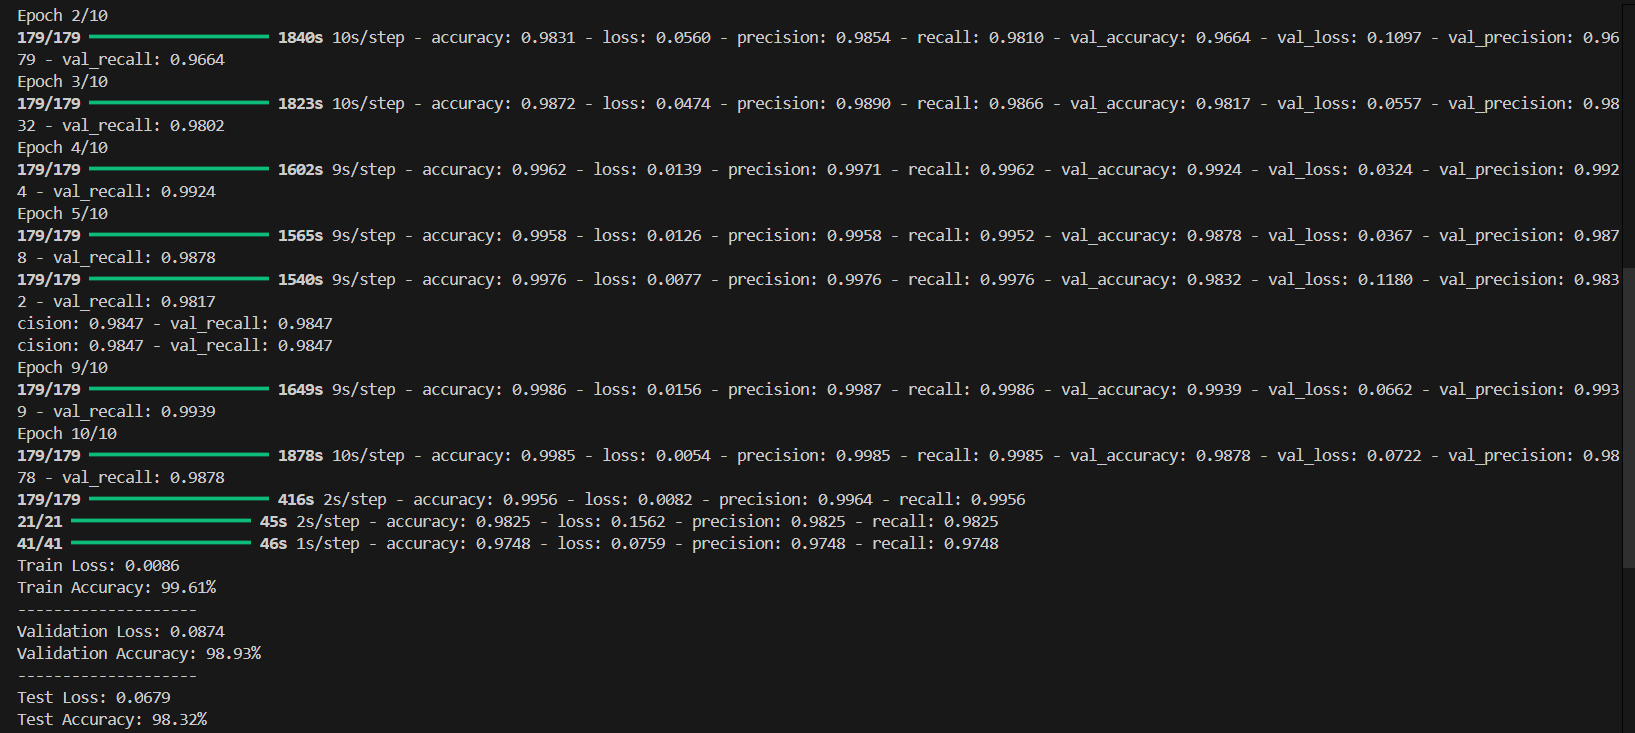 Epoch 2/10
179/179 1840s 10s/step - accuracy: 0.9831 - loss: 0.0560 - precision: 0.9854 - recall: 0.9810 - val_accuracy: 0.9664 - val_loss: 0.1097 - val_precision: 0.96
79 - val_recall: 0.9664
Epoch 3/10
179/179 1823s 10s/step - accuracy: 0.9872 - loss: 0.0474 - precision: 0.9890 - recall: 0.9866 - val_accuracy: 0.9817 - val_loss: 0.0557 - val_precision: 0.98
32 - val_recall: 0.9802
Epoch 4/10
179/179 1602s 9s/step - accuracy: 0.9962 - loss: 0.0139 - precision: 0.9971 - recall: 0.9962 - val_accuracy: 0.9924 - val_loss: 0.0324 - val_precision: 0.992
4 - val_recall: 0.9924
Epoch 5/10
179/179 1565s 9s/step - accuracy: 0.9958 - loss: 0.0126 - precision: 0.9958 - recall: 0.9952 - val_accuracy: 0.9878 - val_loss: 0.0367 - val_precision: 0.987
8 - val_recall: 0.9878
179/179 1540s 9s/step - accuracy: 0.9976 - loss: 0.0077 - precision: 0.9976 - recall: 0.9976 - val_accuracy: 0.9832 - val_loss: 0.1180 - val_precision: 0.983
2 - val_recall: 0.9817
cision: 0.9847 - val_recall: 0.9847
cision: 0.9847 - val_recall: 0.9847
Epoch 9/10
179/179 1649s 9s/step - accuracy: 0.9986 - loss: 0.0156 - precision: 0.9987 - recall: 0.9986 - val_accuracy: 0.9939 - val_loss: 0.0662 - val_precision: 0.993
9 - val_recall: 0.9939
Epoch 10/10
179/179 1878s 10s/step - accuracy: 0.9985 - loss: 0.0054 - precision: 0.9985 - recall: 0.9985 - val_accuracy: 0.9878 - val_loss: 0.0722 - val_precision: 0.98
78 - val_recall: 0.9878
179/179 416s 2s/step - accuracy: 0.9956 - loss: 0.0082 - precision: 0.9964 - recall: 0.9956
21/21 45s 2s/step - accuracy: 0.9825 - loss: 0.1562 - precision: 0.9825 - recall: 0.9825
41/41 46s 1s/step - accuracy: 0.9748 - loss: 0.0759 - precision: 0.9748 - recall: 0.9748
Train Loss: 0.0086
Train Accuracy: 99.61%
--------------------
Validation Loss: 0.0874
Validation Accuracy: 98.93%
--------------------
Test Loss: 0.0679
Test Accuracy: 98.32%